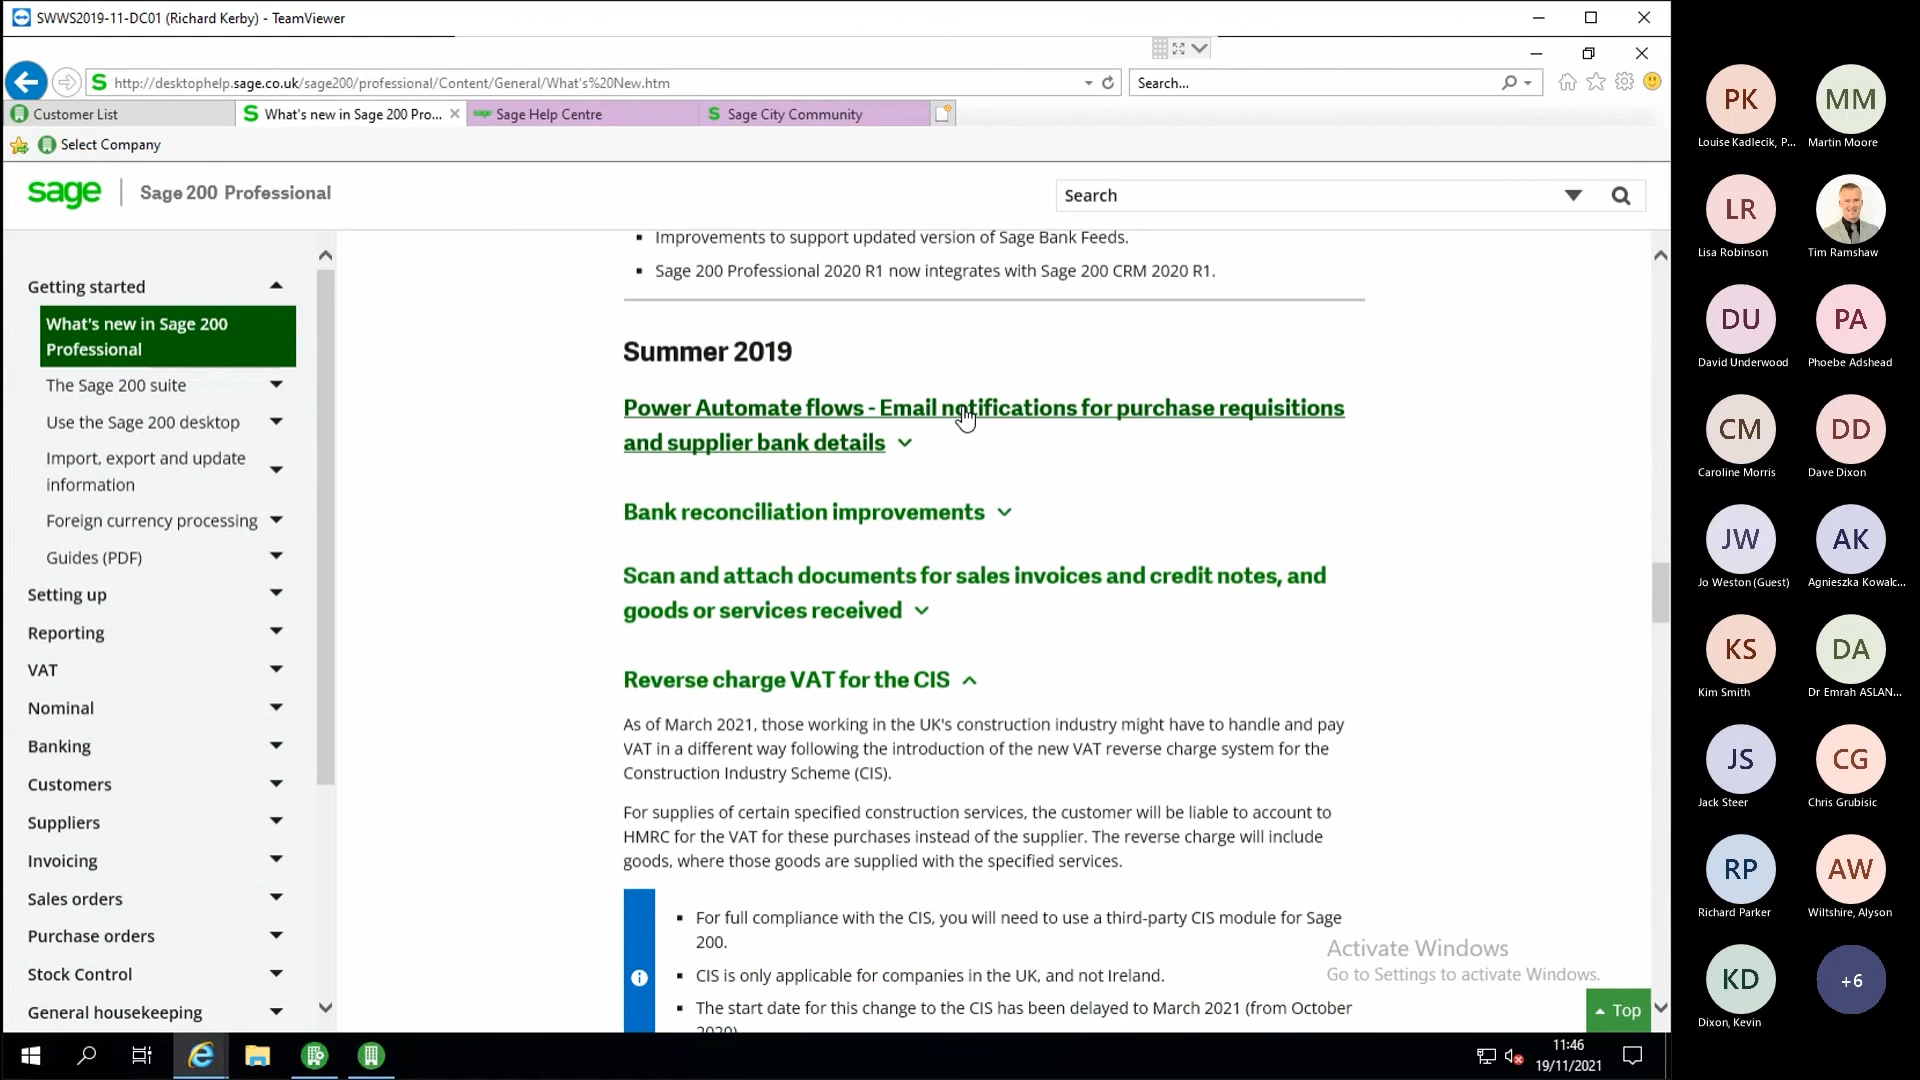 SWWS2019-11-DC01 (Richard Kerby) - TeamViewer
http://desktophelp.sage.co.uk/sage200/professional/Content/General/What's%20New.htm
Search...
Customer List
What's new in Sage 200 Pro...
Sage Help Centre
Sage City Community
Select Company
sage
Sage 200 Professional
Search
Getting started
What's new in Sage 200
Professional
The Sage 200 suite
Use the Sage 200 desktop
Import, export and update
information
Foreign currency processing
Guides (PDF)
Setting up
Reporting
VAT
Nominal
Banking
Customers
Suppliers
Invoicing
Sales orders
Purchase orders
Stock Control
General housekeeping
Improvements to support updated version of Sage Bank Feeds.
Sage 200 Professional 2020 R1 now integrates with Sage 200 CRM 2020 R1.
Summer 2019
Power Automate flows - Email notifications for purchase requisitions
and supplier bank details
Bank reconciliation improvements
Scan and attach documents for sales invoices and credit notes, and
goods or services received
Reverse charge VAT for the CIS
As of March 2021, those working in the UK's construction industry might have to handle and pay
VAT in a different way following the introduction of the new VAT reverse charge system for the
Construction Industry Scheme (CIS).
For supplies of certain specified construction services, the customer will be liable to account to
HMRC for the VAT for these purchases instead of the supplier. The reverse charge will include
goods, where those goods are supplied with the specified services.
For full compliance with the CIS, you will need to use a third-party CIS module for Sage
200.
CIS is only applicable for companies in the UK, and not Ireland.
The start date for this change to the CIS has been delayed to March 2021 (from October
2020)
Activate Windows
Go to Settings to activate Windows.
Top
11:46
19/11/2021
PK
Louise Kadlecik, P...
MM
Martin Moore
LR
Lisa Robinson
Tim Ramshaw
DU
David Underwood
PA
Phoebe Adshead
CM
Caroline Morris
DD
Dave Dixon
JW
Jo Weston (Guest)
AK
Agnieszka Kowalc...
KS
Kim Smith
DA
Dr Emrah ASLAN...
JS
Jack Steer
CG
Chris Grubisic
RP
Richard Parker
AW
Wiltshire, Alyson
KD
Dixon, Kevin
+6